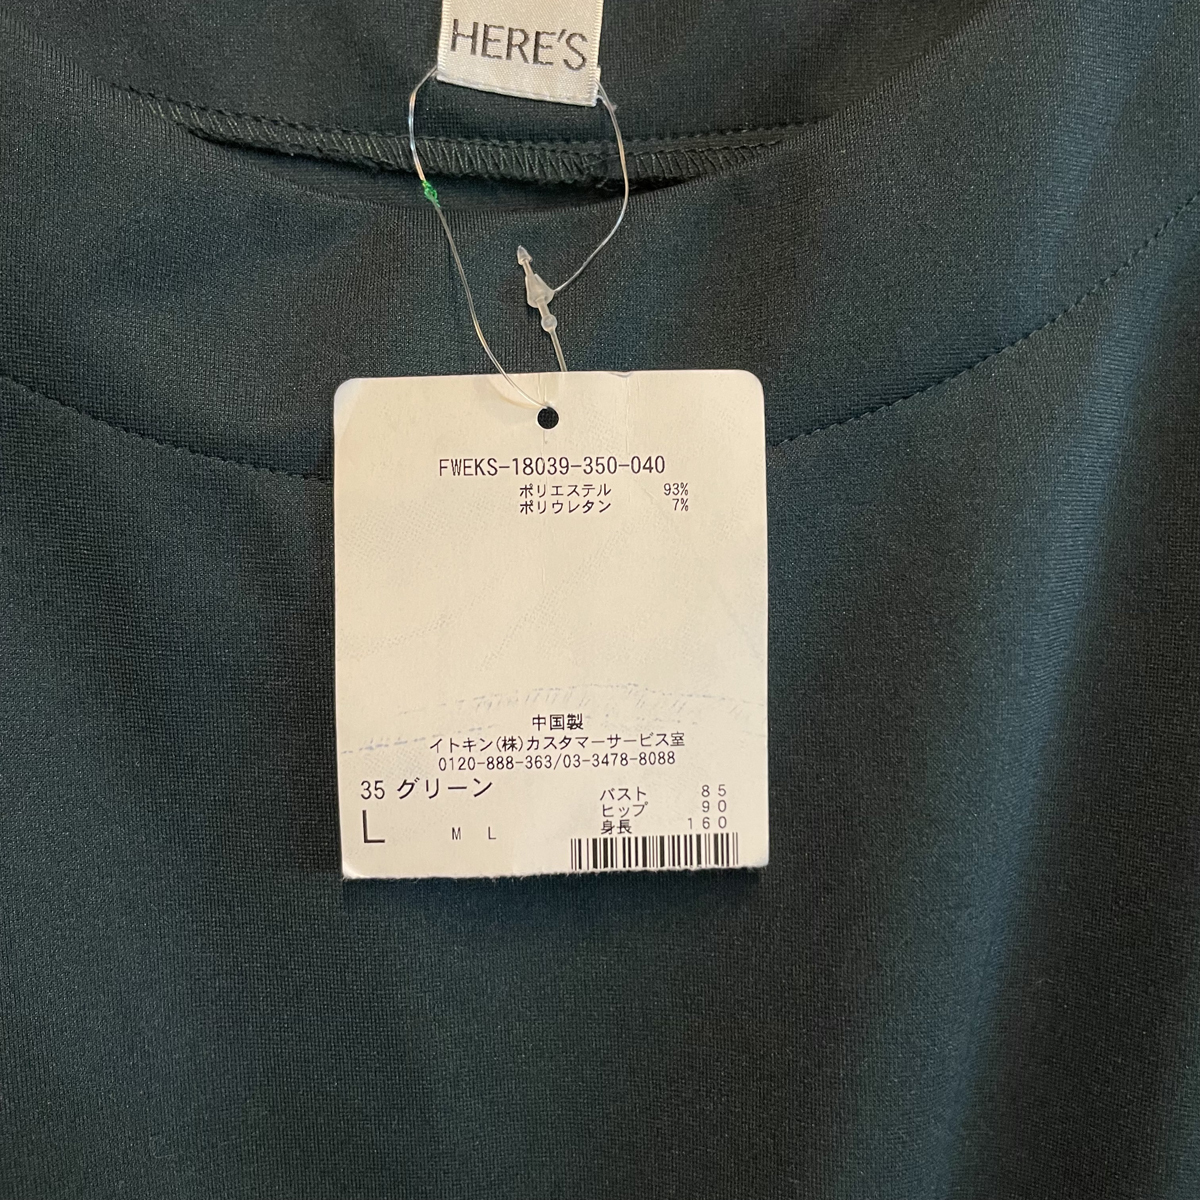 HERE'S
FWEKS-18039-350-040
ポリエステル 93%
ポリウレタン 7%
中国製
イトキン(株)カスタマーサービス室
0120-888-363/03-3478-8088
35 グリーン
L M L
バスト 85
ヒップ 90
身長 160